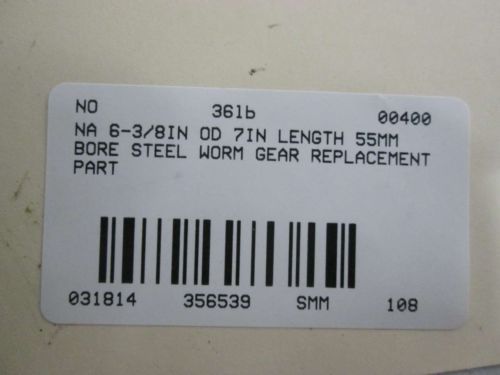 NO 36lb 00400
NA 6-3/8IN OD 7IN LENGTH 55MM
BORE STEEL WORM GEAR REPLACEMENT
PART
031814 356539 SMM 108